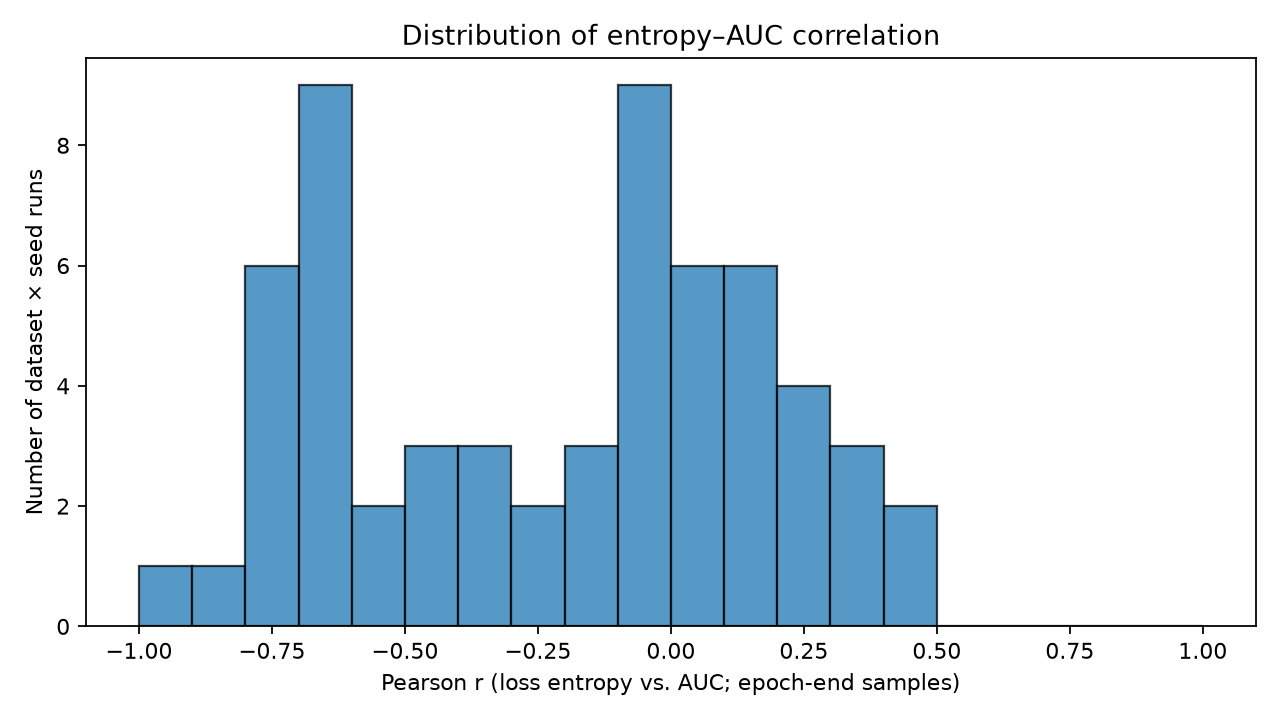 Distribution of entropy–AUC correlation
Number of dataset × seed runs
8
6
4
2
0
−1.00 −0.75 −0.50 −0.25 0.00 0.25 0.50 0.75 1.00
Pearson r (loss entropy vs. AUC; epoch-end samples)